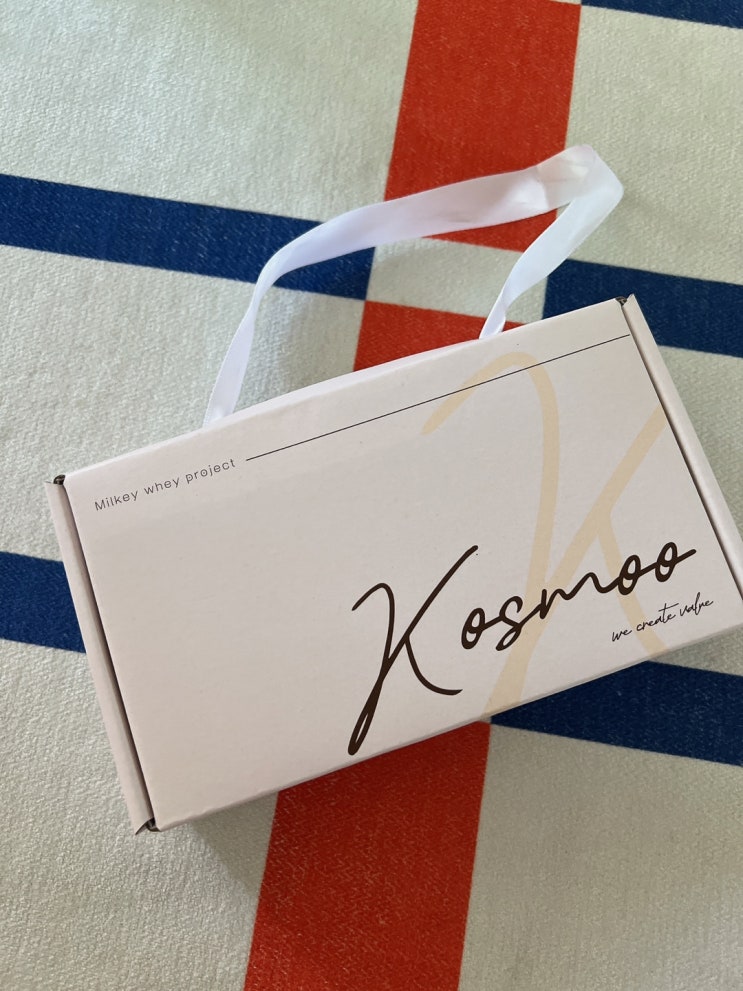 Milkey whey project
Kosmoo
we create value